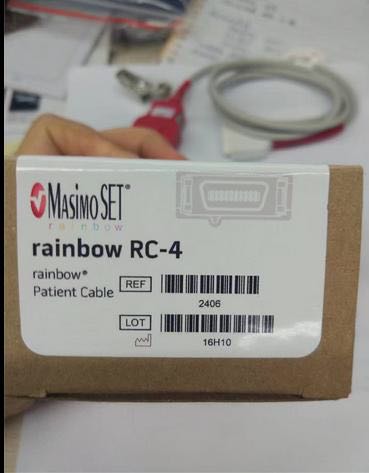 MASIMO SET®
rainbow
rainbow RC-4
rainbow®
Patient Cable
REF
2406
LOT
16H10